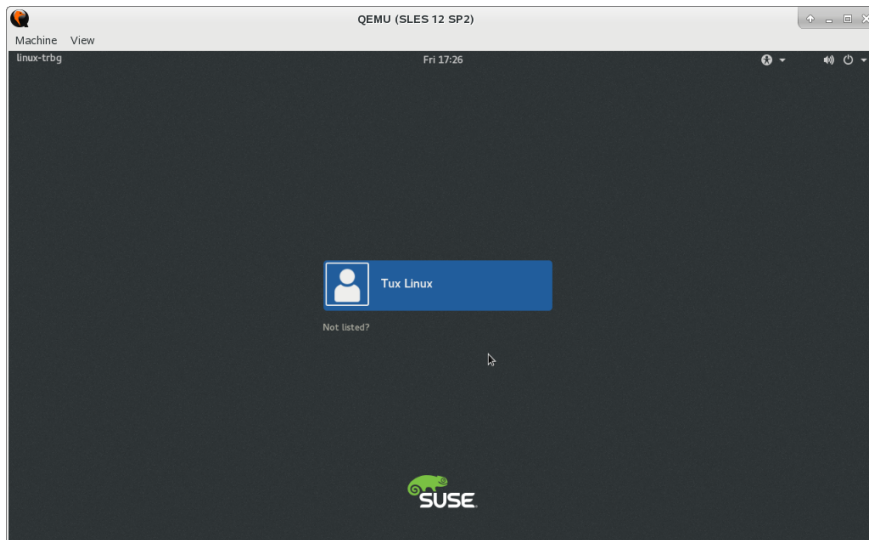 QEMU (SLES 12 SP2)
Machine View
linux-trbg Fri 17:26
Tux Linux
Not listed?
SUSE